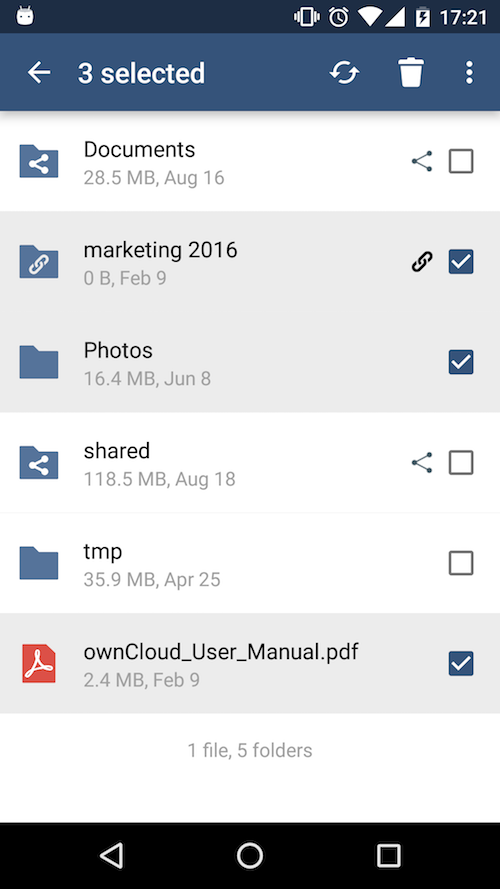 17:21
3 selected
Documents
28.5 MB, Aug 16
marketing 2016
0 B, Feb 9
Photos
16.4 MB, Jun 8
shared
118.5 MB, Aug 18
tmp
35.9 MB, Apr 25
ownCloud_User_Manual.pdf
2.4 MB, Feb 9
1 file, 5 folders